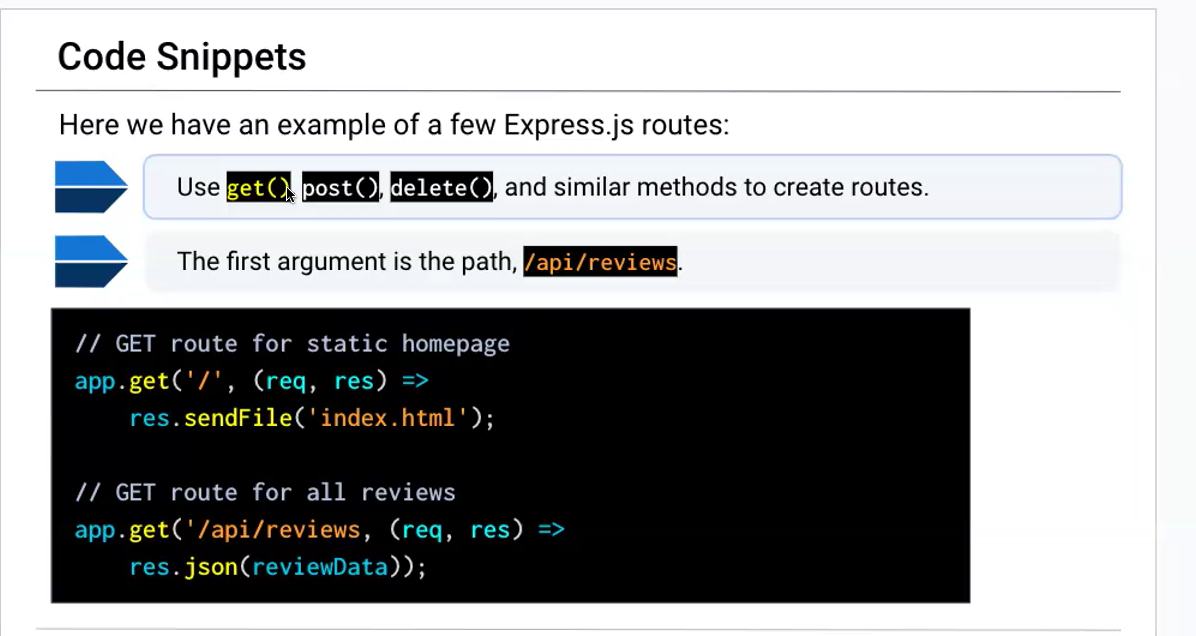 Code Snippets
Here we have an example of a few Express.js routes:
Use get(), post(), delete(), and similar methods to create routes.
The first argument is the path, /api/reviews.
// GET route for static homepage
app.get('/', (req, res) =>
    res.sendFile('index.html');
// GET route for all reviews
app.get('/api/reviews, (req, res) =>
    res.json(reviewData));